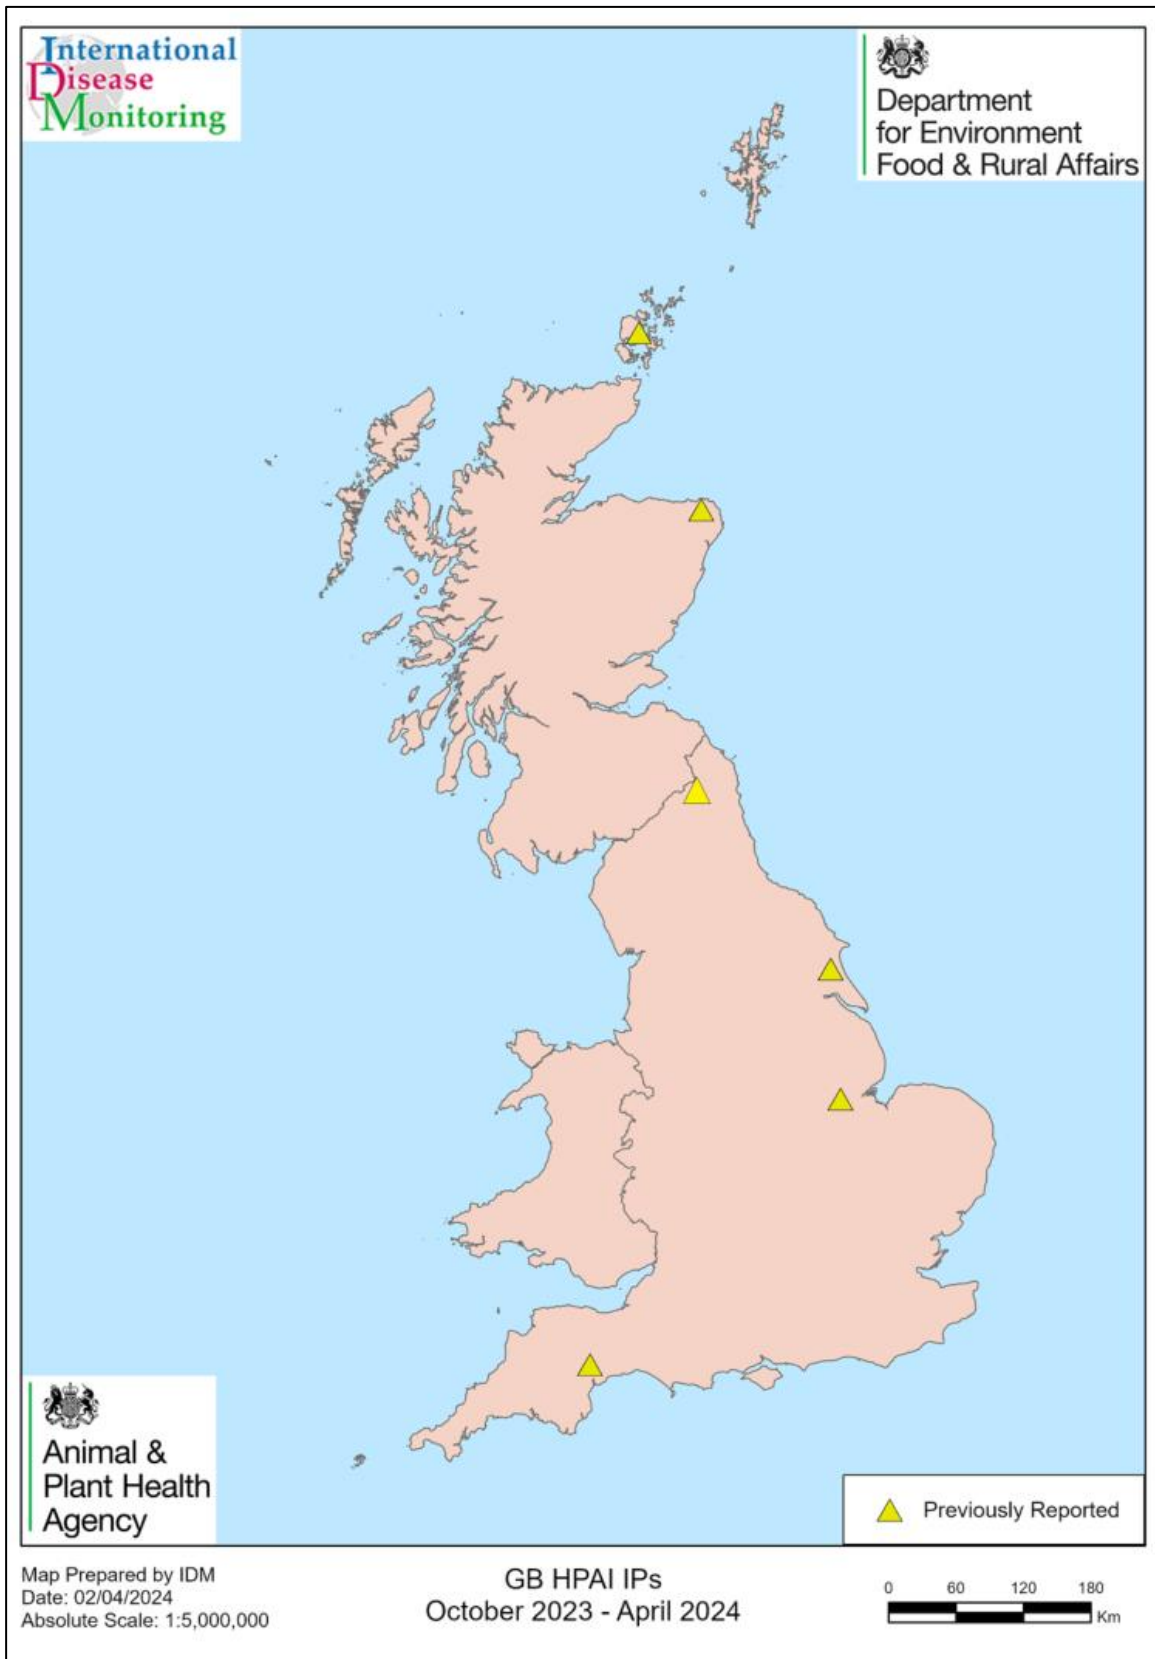 International
Disease
Monitoring
Department
for Environment
Food & Rural Affairs
Animal &
Plant Health
Agency
Previously Reported
Map Prepared by IDM
Date: 02/04/2024
Absolute Scale: 1:5,000,000
GB HPAI IPs
October 2023 - April 2024
0 60 120 180
Km